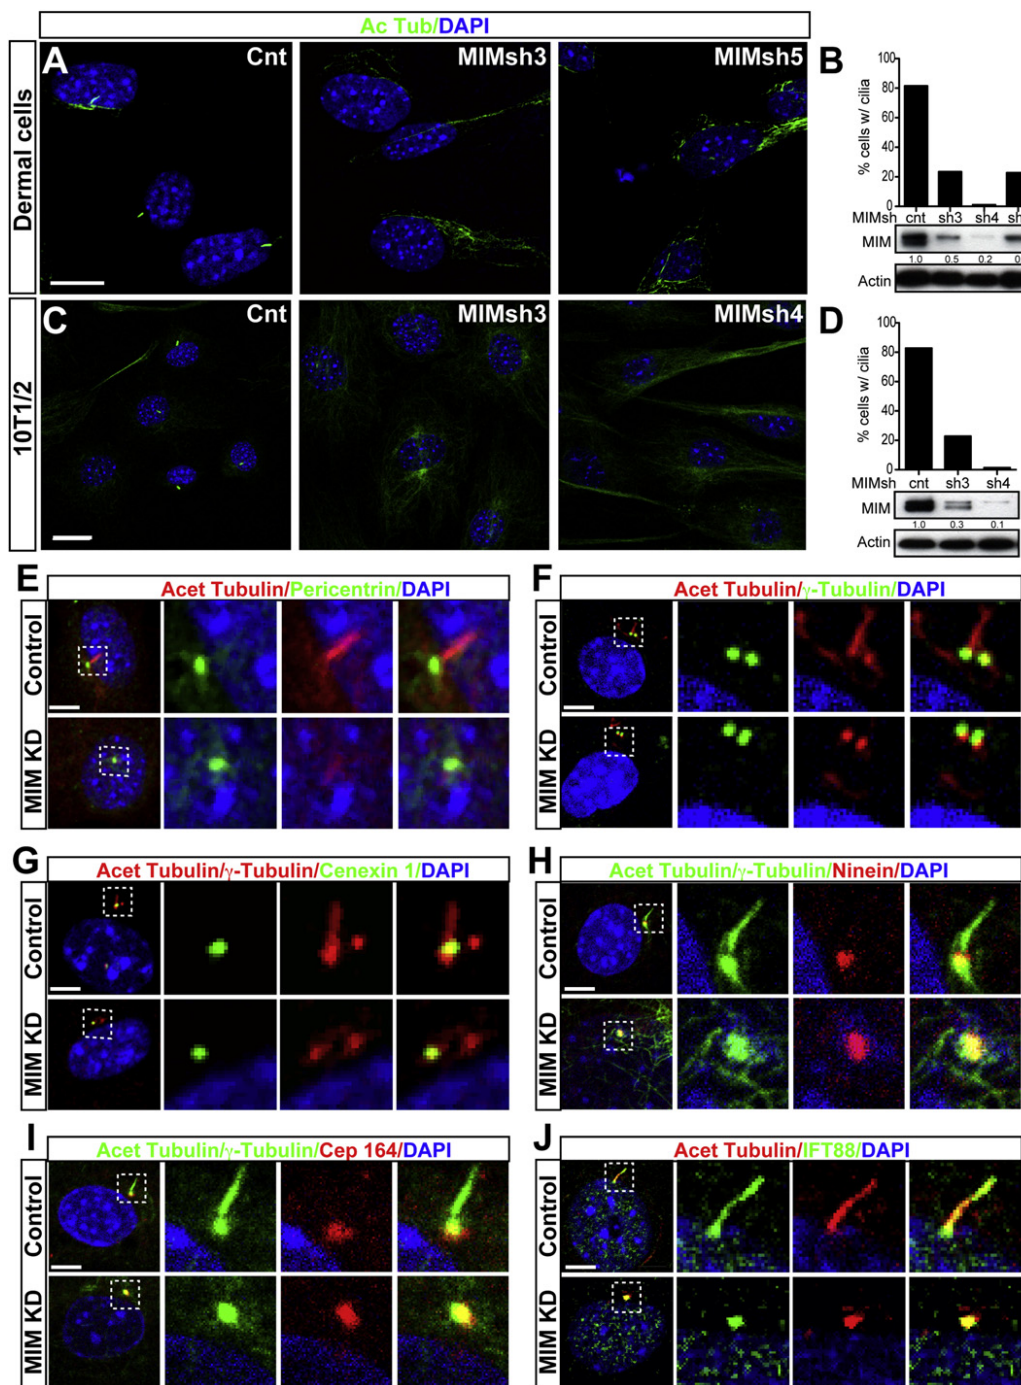 Ac Tub/DAPI
Dermal cells
A
Cnt
MIMsh3
MIMsh5
B
% cells w/ cilia
100
80
60
40
20
0
MIMsh cnt sh3 sh4 sh
MIM
1.0 0.5 0.2 0.
Actin
10T1/2
C
Cnt
MIMsh3
MIMsh4
D
% cells w/ cilia
100
80
60
40
20
0
MIMsh cnt sh3 sh4
MIM
1.0 0.3 0.1
Actin
E
Acet Tubulin/Pericentrin/DAPI
Control
MIM KD
F
Acet Tubulin/γ-Tubulin/DAPI
Control
MIM KD
G
Acet Tubulin/γ-Tubulin/Cenexin 1/DAPI
Control
MIM KD
H
Acet Tubulin/γ-Tubulin/Ninein/DAPI
Control
MIM KD
I
Acet Tubulin/γ-Tubulin/Cep 164/DAPI
Control
MIM KD
J
Acet Tubulin/IFT88/DAPI
Control
MIM KD